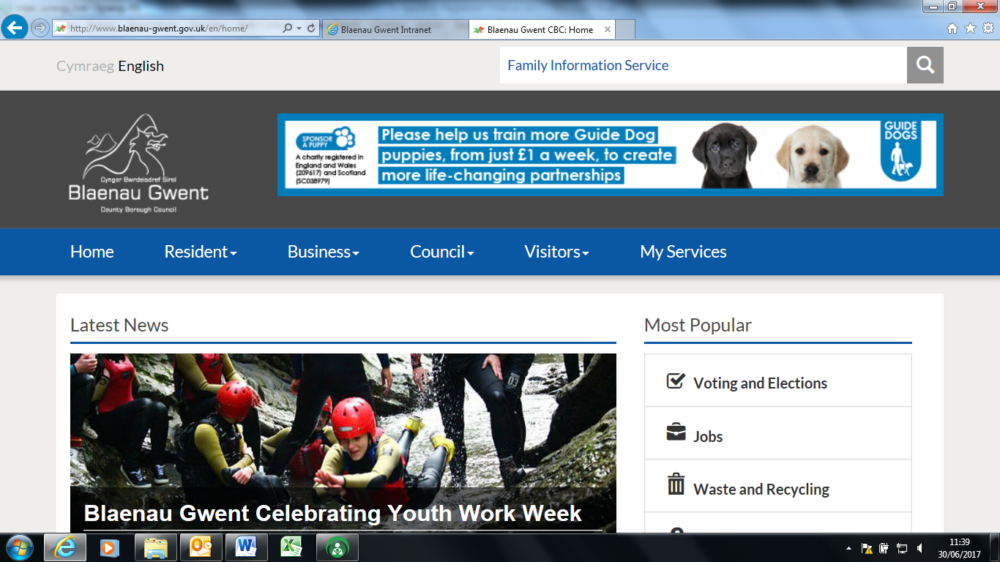 http://www.blaenau-gwent.gov.uk/en/home/
Blaenau Gwent Intranet
Blaenau Gwent CBC: Home
Cymraeg English
Family Information Service
Cyngor Bwrdeisdref Sirol
Blaenau Gwent
County Borough Council
SPONSOR
A PUPPY
A charity registered in
England and Wales
(209617) and Scotland
(SC038979)
Please help us train more Guide Dog
puppies, from just £1 a week, to create
more life-changing partnerships
GUIDE
DOGS
Home Resident Business Council Visitors My Services
Latest News
03
Blaenau Gwent Celebrating Youth Work Week
Most Popular
Voting and Elections
Jobs
Waste and Recycling
11:39
30/06/2017